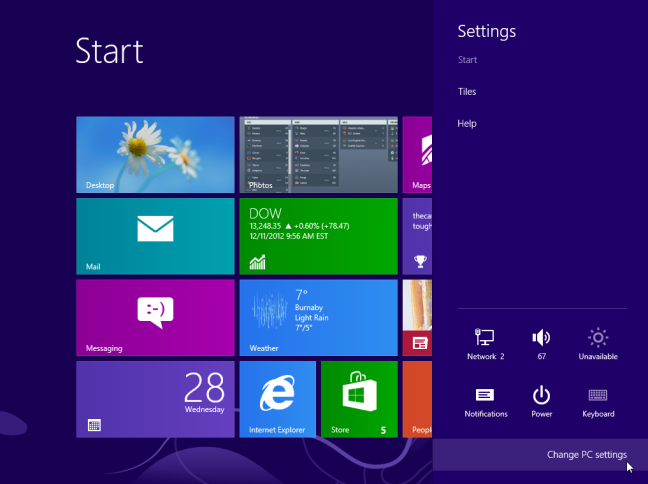 Start
Desktop
Photos
Maps
Mail
DOW
13,248.35 ▲ +0.60% (+78.47)
12/11/2012 9:56 AM EST
theca
tough
:-)
Messaging
7°
Burnaby
Light Rain
7°/5°
Weather
28
Wednesday
Internet Explorer
Store
5
People
Settings
Start
Tiles
Help
Network 2
67
Unavailable
Notifications
Power
Keyboard
Change PC settings